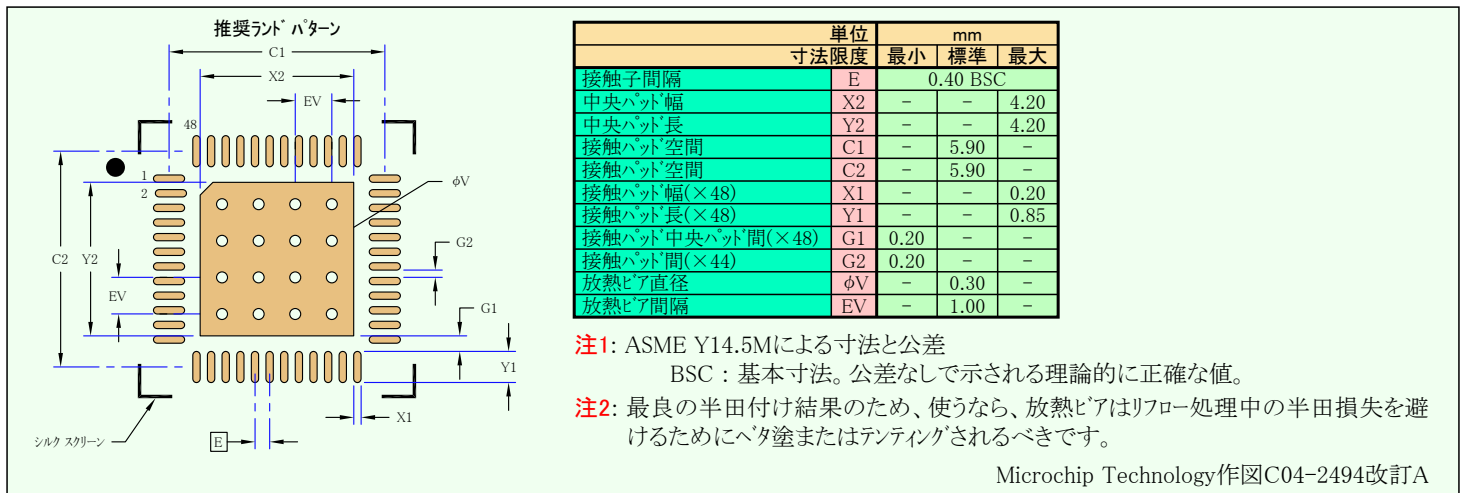 推奨ランド パターン
C1
X2
EV
48
1
2
φV
G2
C2
Y2
EV
G1
Y1
X1
E
シルク スクリーン
単位 mm
寸法限度 最小 標準 最大
接触子間隔 E 0.40 BSC
中央パッド幅 X2 - - 4.20
中央パッド長 Y2 - - 4.20
接触パッド空間 C1 - 5.90 -
接触パッド空間 C2 - 5.90 -
接触パッド幅(×48) X1 - - 0.20
接触パッド長(×48) Y1 - - 0.85
接触パッド中央パッド間(×48) G1 0.20 - -
接触パッド間(×44) G2 0.20 - -
放熱ビア直径 φV - 0.30 -
放熱ビア間隔 EV - 1.00 -
注1: ASME Y14.5Mによる寸法と公差
BSC : 基本寸法。公差なしで示される理論的に正確な値。
注2: 最良の半田付け結果のため、使うなら、放熱ビアはリフロー処理中の半田損失を避
けるためにベタ塗またはテンティングされるべきです。
Microchip Technology作図C04-2494改訂A